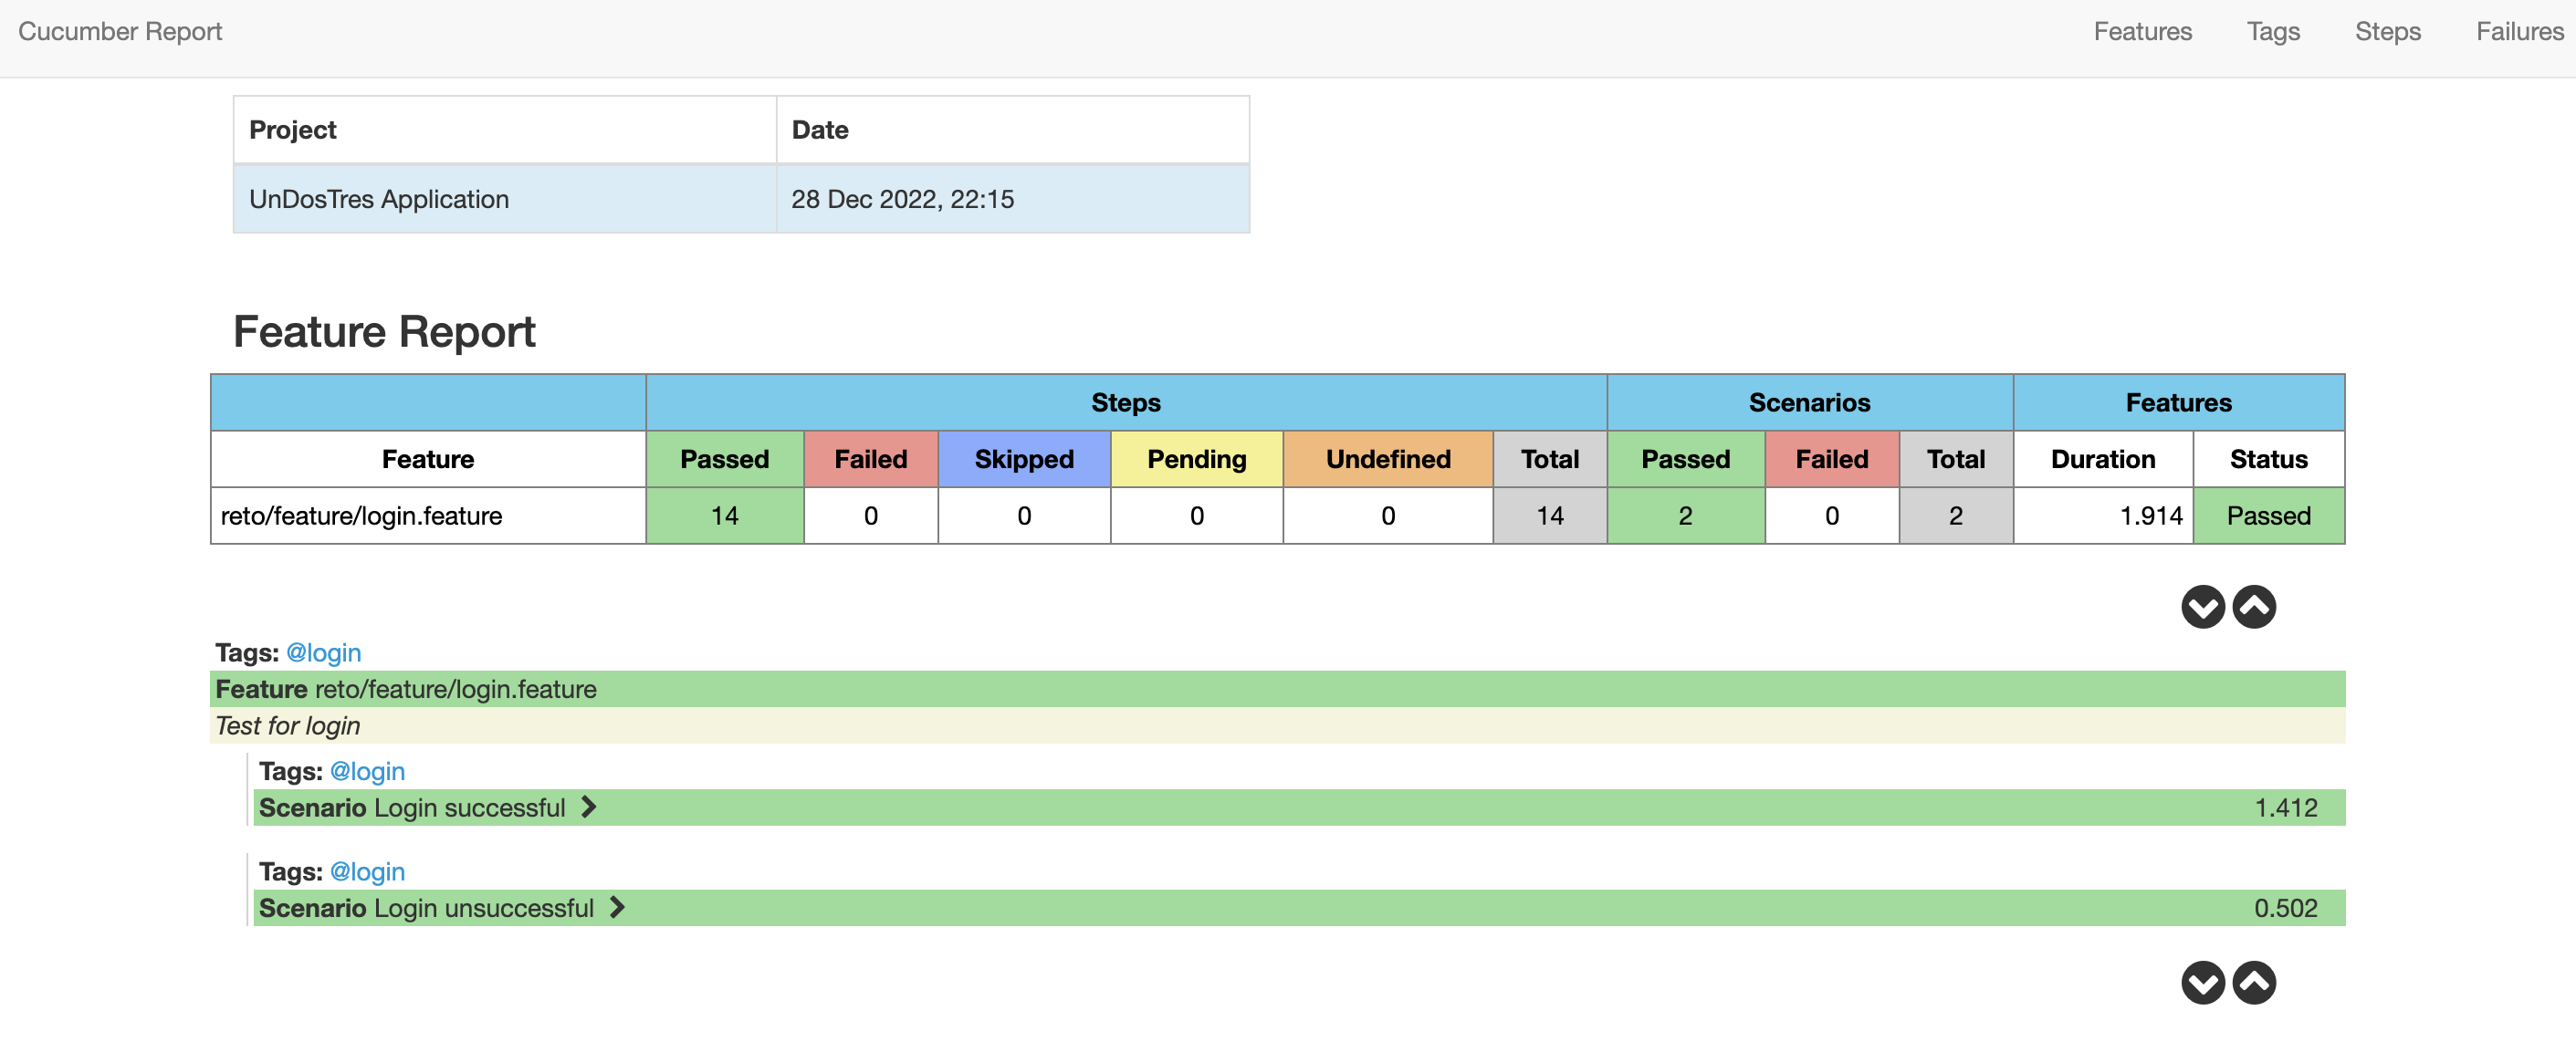 Cucumber Report Features Tags Steps Failures
Project Date
UnDosTres Application 28 Dec 2022, 22:15
Feature Report
Steps Scenarios Features
Feature Passed Failed Skipped Pending Undefined Total Passed Failed Total Duration Status
reto/feature/login.feature 14 0 0 0 0 14 2 0 2 1.914 Passed
Tags: @login
Feature reto/feature/login.feature
Test for login
Tags: @login
Scenario Login successful 1.412
Tags: @login
Scenario Login unsuccessful 0.502